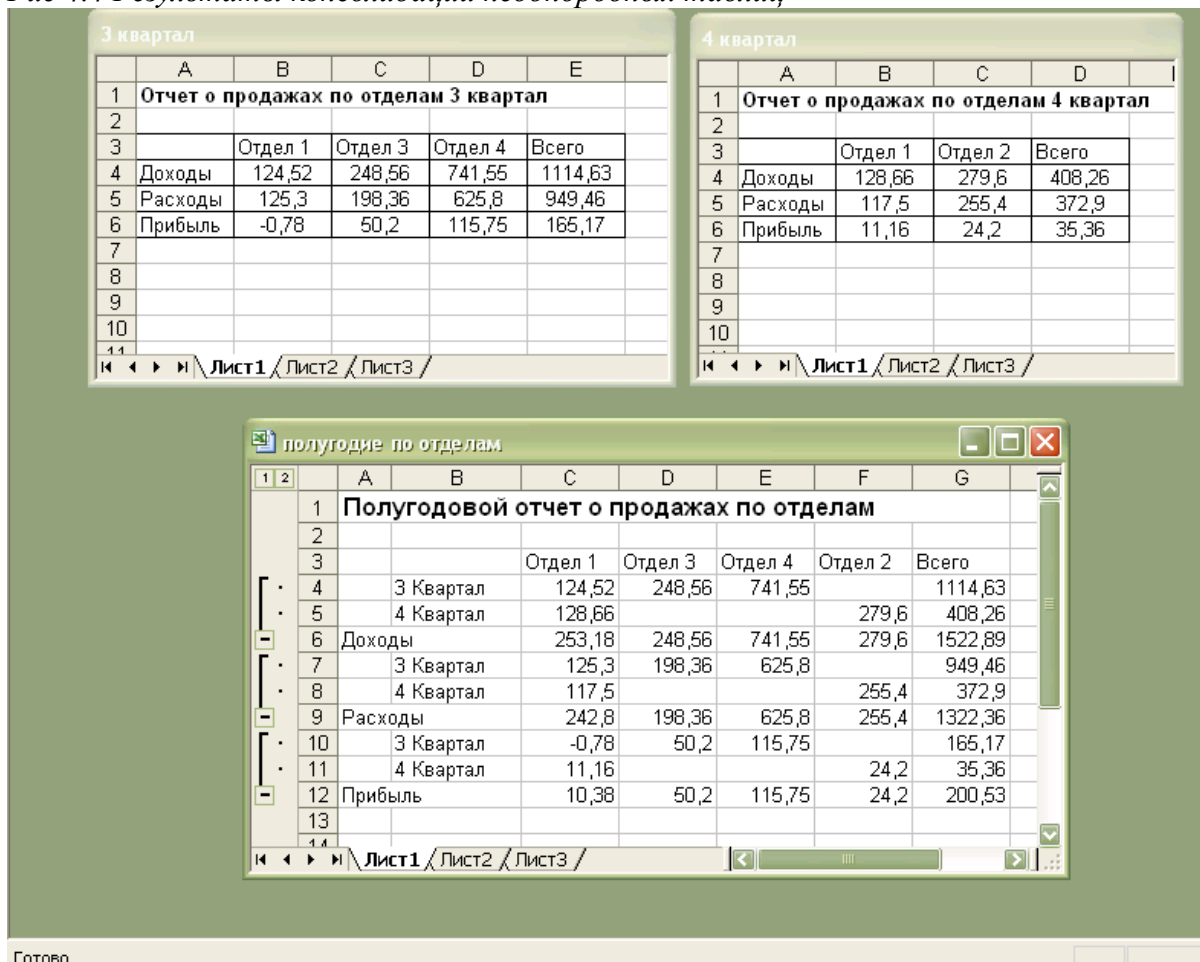 3 квартал
A B C D E
1 Отчет о продажах по отделам 3 квартал
2
3 Отдел 1 Отдел 3 Отдел 4 Всего
4 Доходы 124,52 248,56 741,55 1114,63
5 Расходы 125,3 198,36 625,8 949,46
6 Прибыль -0,78 50,2 115,75 165,17
7
8
9
10
11
Лист1 Лист2 Лист3
4 квартал
A B C D
1 Отчет о продажах по отделам 4 квартал
2
3 Отдел 1 Отдел 2 Всего
4 Доходы 128,66 279,6 408,26
5 Расходы 117,5 255,4 372,9
6 Прибыль 11,16 24,2 35,36
7
8
9
10
Лист1 Лист2 Лист3
полугодие по отделам
1 2 A B C D E F G
1 Полугодовой отчет о продажах по отделам
2
3 Отдел 1 Отдел 3 Отдел 4 Отдел 2 Всего
4 3 Квартал 124,52 248,56 741,55 1114,63
5 4 Квартал 128,66 279,6 408,26
6 Доходы 253,18 248,56 741,55 279,6 1522,89
7 3 Квартал 125,3 198,36 625,8 949,46
8 4 Квартал 117,5 255,4 372,9
9 Расходы 242,8 198,36 625,8 255,4 1322,36
10 3 Квартал -0,78 50,2 115,75 165,17
11 4 Квартал 11,16 24,2 35,36
12 Прибыль 10,38 50,2 115,75 24,2 200,53
13
14
Лист1 Лист2 Лист3
Готово